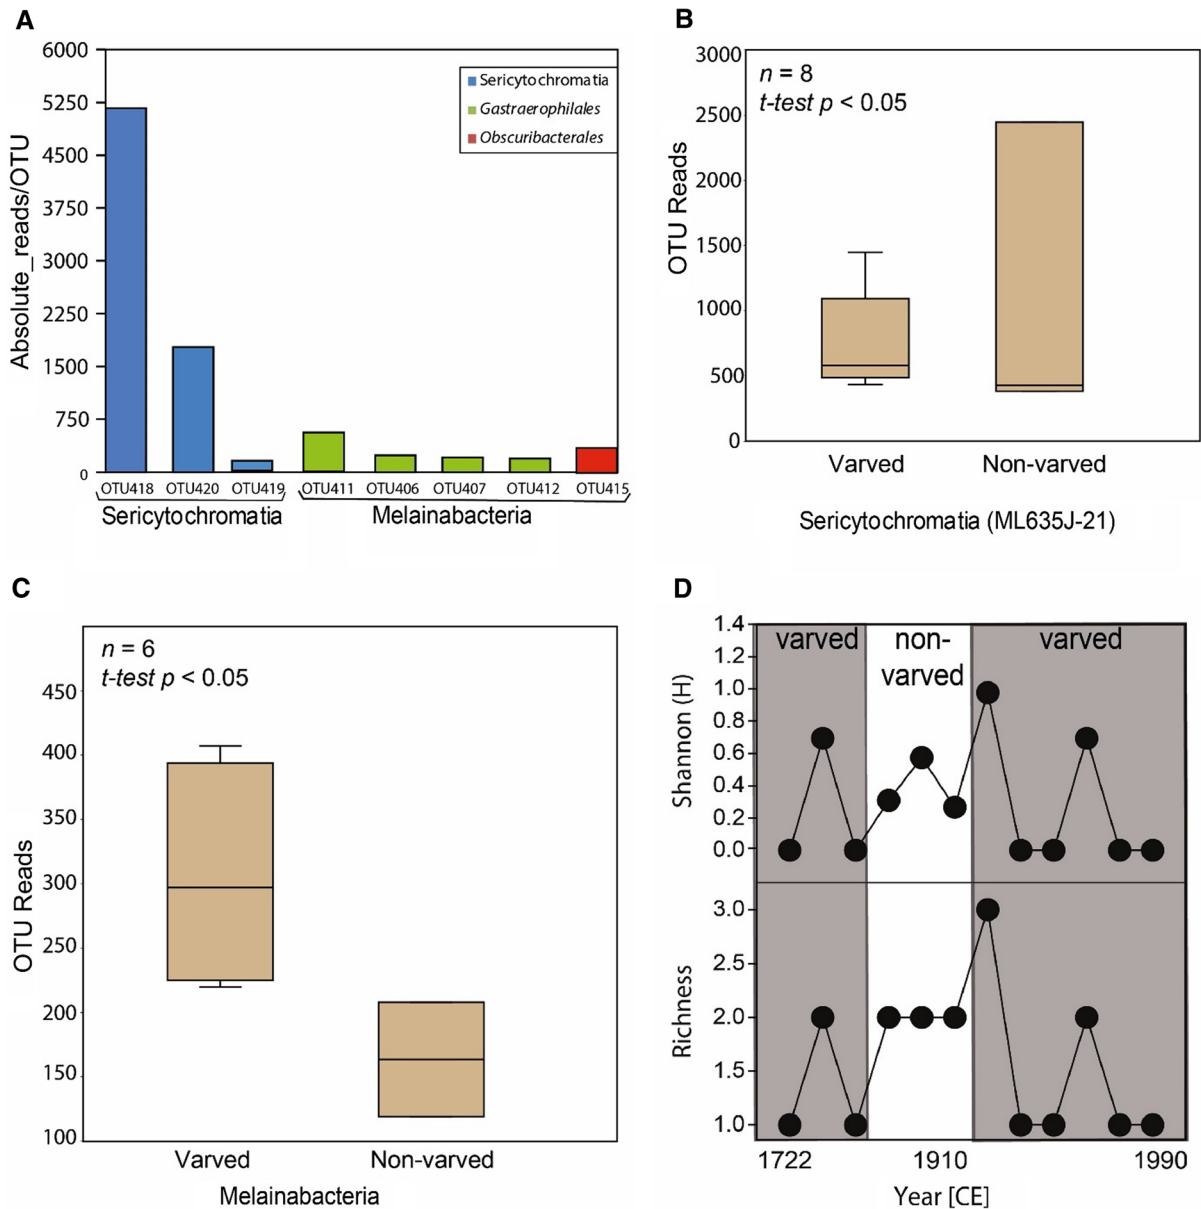 A
6000
5250
4500
3750
3000
2250
1500
750
0
Absolute_reads/OTU
Sericytochromatia
Gastraerophilales
Obscuribacterales
OTU418 OTU420 OTU419 OTU411 OTU406 OTU407 OTU412 OTU415
Sericytochromatia Melainabacteria
B
3000
2500
2000
1500
1000
500
0
OTU Reads
n = 8
t-test p < 0.05
Varved Non-varved
Sericytochromatia (ML635J-21)
C
450
400
350
300
250
200
150
100
OTU Reads
n = 6
t-test p < 0.05
Varved Non-varved
Melainabacteria
D
1.4
1.2
1.0
0.8
0.6
0.4
0.2
0.0
Shannon (H)
varved
non-
varved
varved
3.0
2.5
2.0
1.5
1.0
Richness
1722 1910 1990
Year [CE]